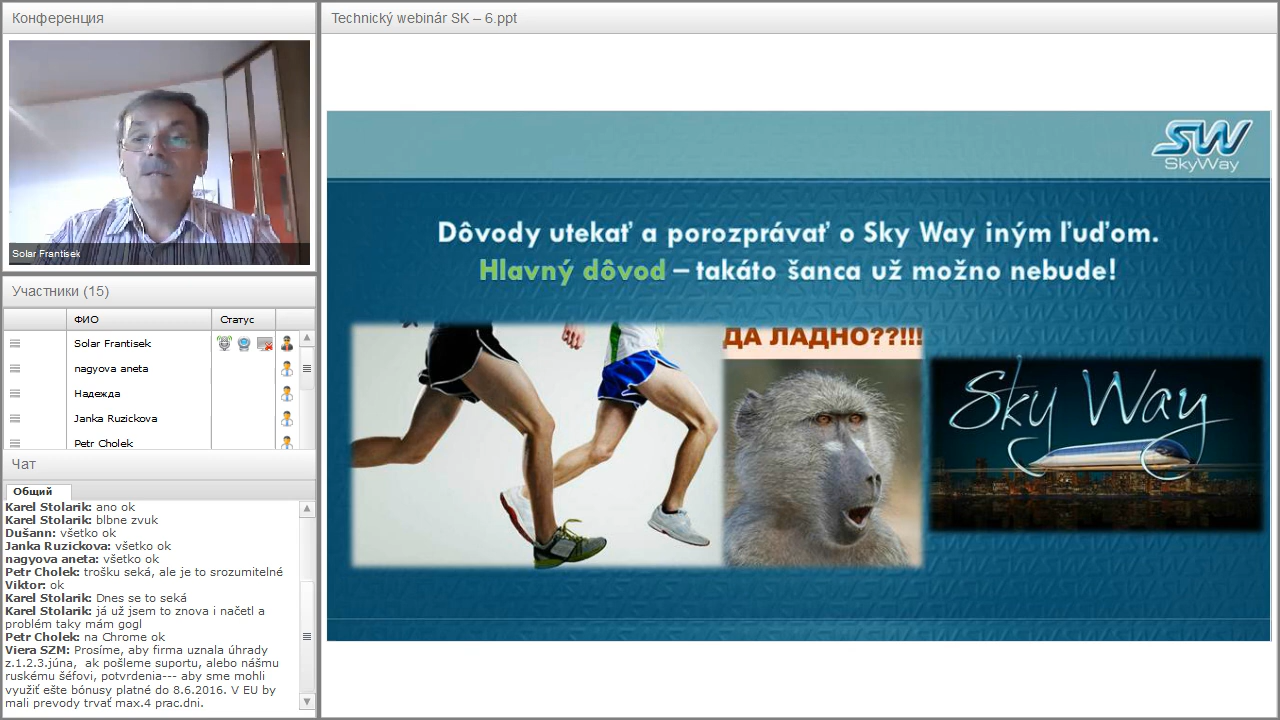 Конференция
Solar Frantisek
Участники (15)
ФИО
Статус
Solar Frantisek
nagyova aneta
Надежда
Janka Ruzickova
Petr Cholek
Чат
Общий
Karel Stolarik: ano ok
Karel Stolarik: blbne zvuk
Dušann: všetko ok
Janka Ruzickova: všetko ok
nagyova aneta: všetko ok
Petr Cholek: trošku seká, ale je to srozumitelné
Viktor: ok
Karel Stolarik: Dnes se to seká
Karel Stolarik: já už jsem to znova i načetl a
problém taky mám gogl
Petr Cholek: na Chrome ok
Viera SZM: Prosíme, aby firma uznala úhrady
z.1.2.3.júna,  ak pošleme suportu, alebo nášmu
ruskému šéfovi, potvrdenia--- aby sme mohli
využiť ešte bónusy platné do 8.6.2016. V EU by
mali prevody trvať max.4 prac.dni.
Technický webinár SK – 6.ppt
SW
SkyWay
Dôvody utekať a porozprávať o Sky Way iným ľuďom.
Hlavný dôvod – takáto šanca už možno nebude!
ДА ЛАДНО??!!!
Sky Way